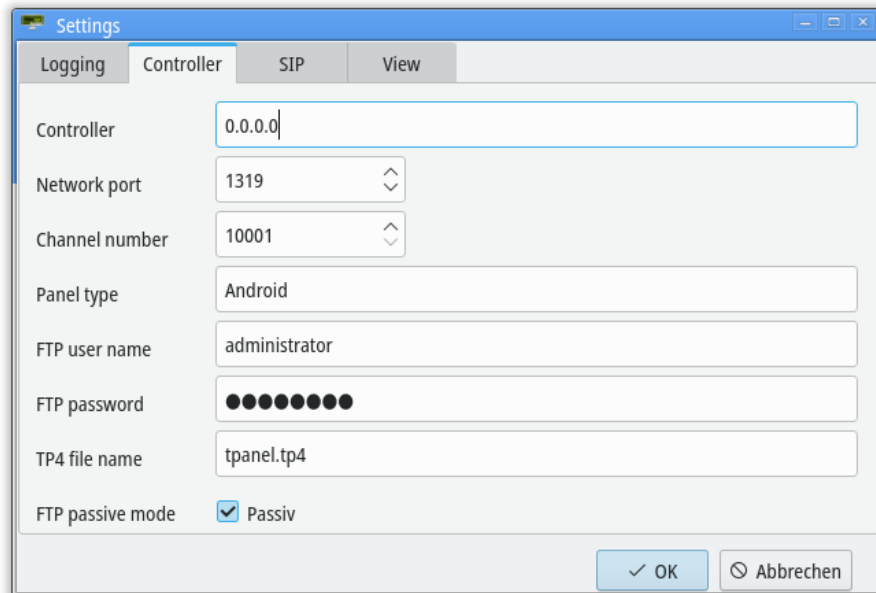 Settings
Logging Controller SIP View
Controller 0.0.0.0
Network port 1319
Channel number 10001
Panel type Android
FTP user name administrator
FTP password ●●●●●●●●
TP4 file name tpanel.tp4
FTP passive mode Passiv
OK Abbrechen